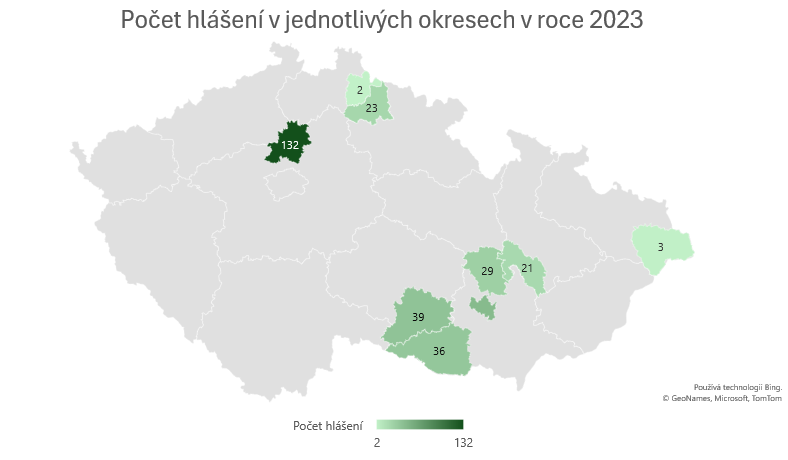 Počet hlášení v jednotlivých okresech v roce 2023
2
23
132
3
29
21
39
36
Používá technologii Bing.
© GeoNames, Microsoft, TomTom
Počet hlášení
2
132